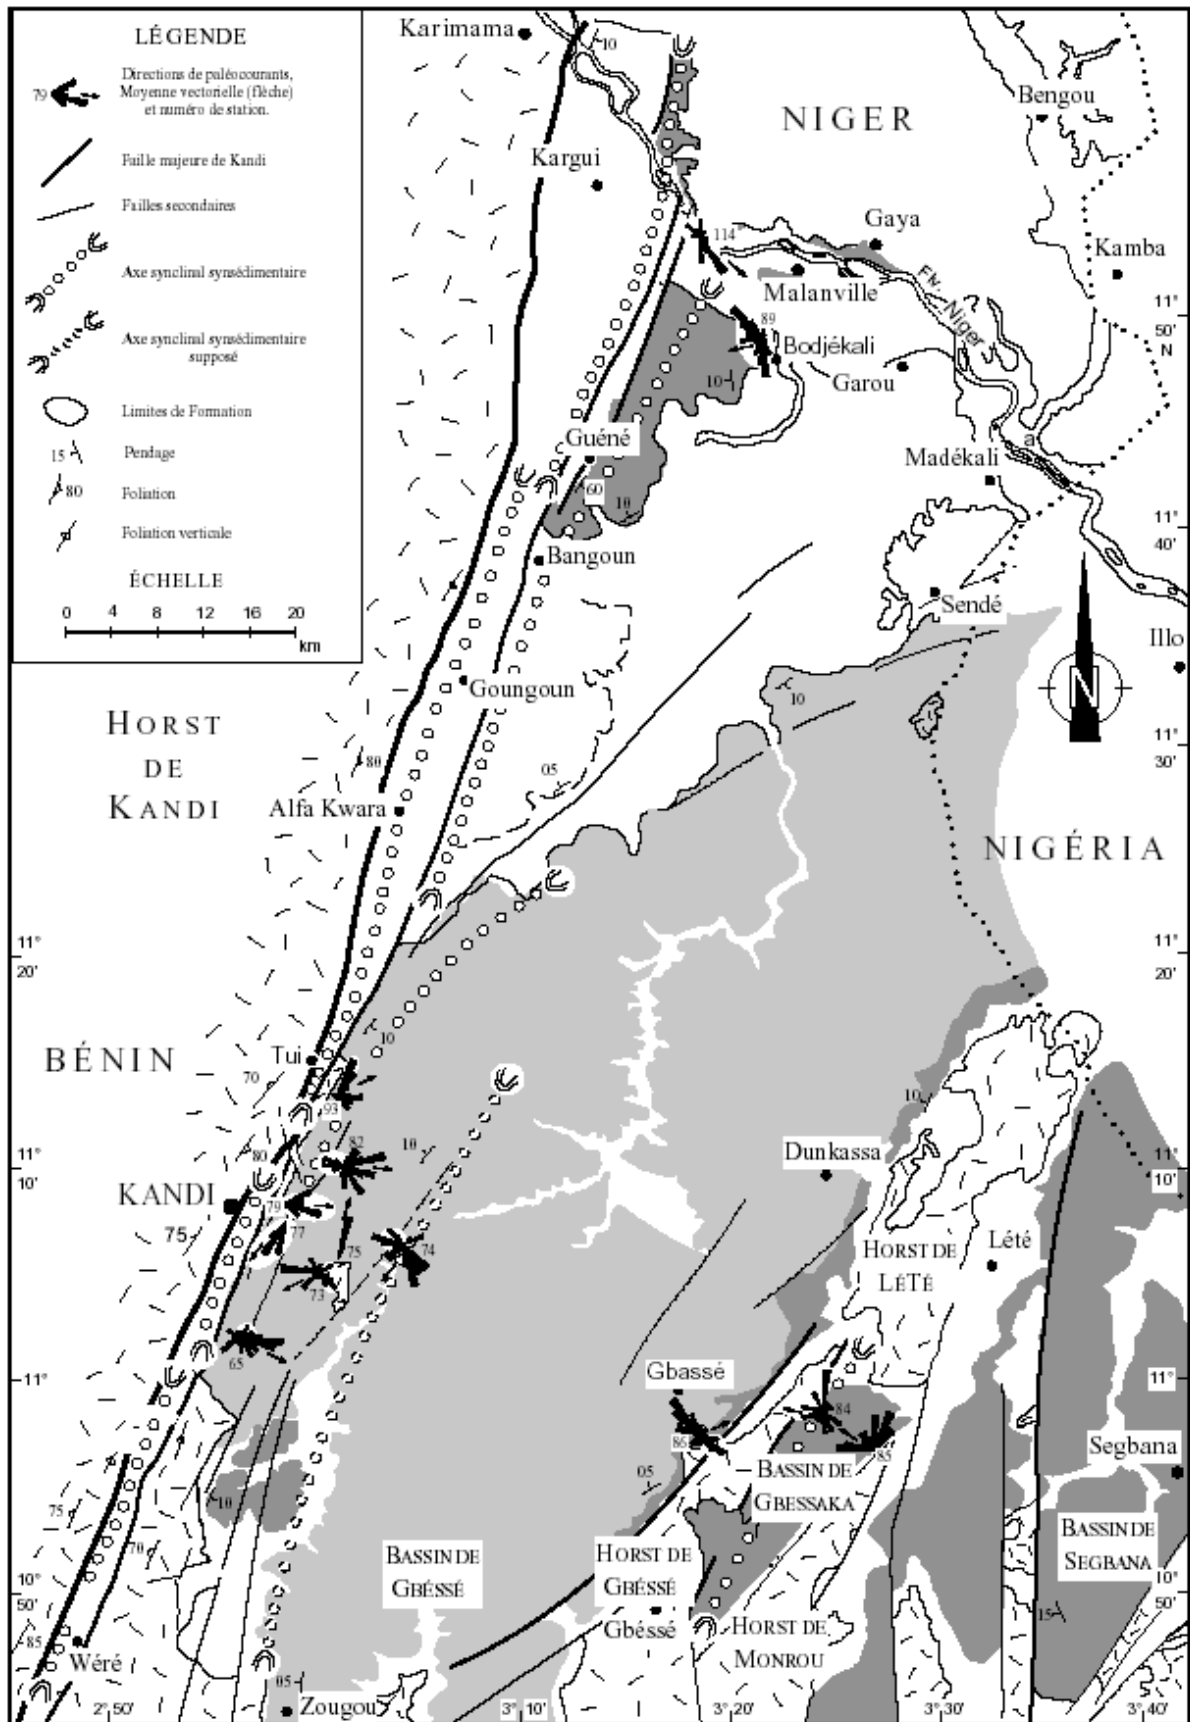 LÉGENDE
79
Directions de paléocourants,
Moyenne vectorielle (flèche)
et numéro de station.
Faille majeure de Kandi
Failles secondaires
Axe synclinal synsédimentaire
Axe synclinal synsédimentaire
supposé
Limites de Formation
15
Pendage
80
Foliation
Foliation verticale
ÉCHELLE
0 4 8 12 16 20
km
Karimama
10
NIGER
Bengou
Kargui
114
Gaya
Kamba
Malanville
Flv. Niger
11°
50'
N
89
Bodjékali
Garou
10
Guéné
a
Madékali
60
10
11°
40'
Bangoun
Sendé
Illo
N
Goungoun
10
HORST
DE
KANDI
80
05
11°
30'
Alfa Kwara
NIGÉRIA
11°
20'
11°
20'
10
BÉNIN
Tui
70
93
10
82
10
80
Dunkassa
11°
10'
11°
10'
KANDI
79
77
75
75
74
73
HORST DE
LÉTÉ
Lété
65
11°
11°
Gbassé
84
86
85
Segbana
05
BASSIN DE
GBESSAKA
10
75
70
BASSIN DE
GBÉSSÉ
HORST DE
GBÉSSÉ
BASSIN DE
SEGBANA
10°
50'
10°
50'
Gbéssé
15
85
HORST DE
MONROU
Wéré
05
Zougou
2° 50'
3° 10'
3° 20'
3° 30'
3° 40'